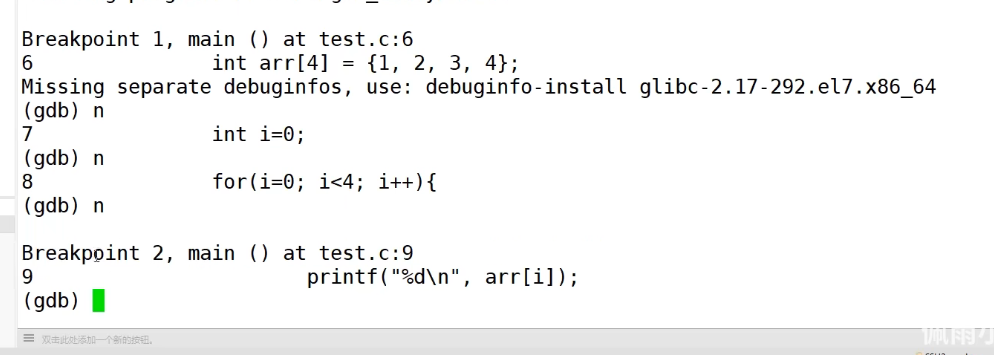 Breakpoint 1, main () at test.c:6
6               int arr[4] = {1, 2, 3, 4};
Missing separate debuginfos, use: debuginfo-install glibc-2.17-292.el7.x86_64
(gdb) n
7               int i=0;
(gdb) n
8               for(i=0; i<4; i++){
(gdb) n
Breakpoint 2, main () at test.c:9
9                       printf("%d\n", arr[i]);
(gdb)
双击此处添加一个新的按钮。